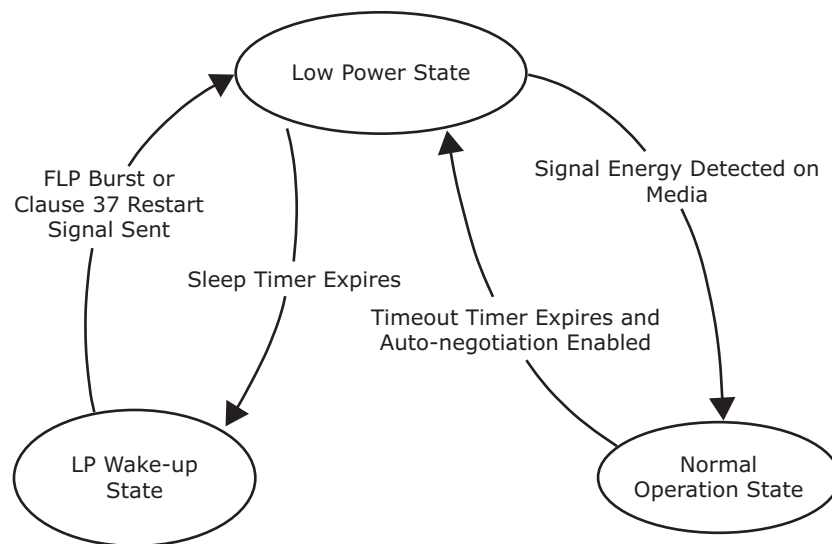 Low Power State
FLP Burst or
Clause 37 Restart
Signal Sent
Signal Energy Detected on
Media
Sleep Timer Expires
Timeout Timer Expires and
Auto-negotiation Enabled
LP Wake-up
State
Normal
Operation State